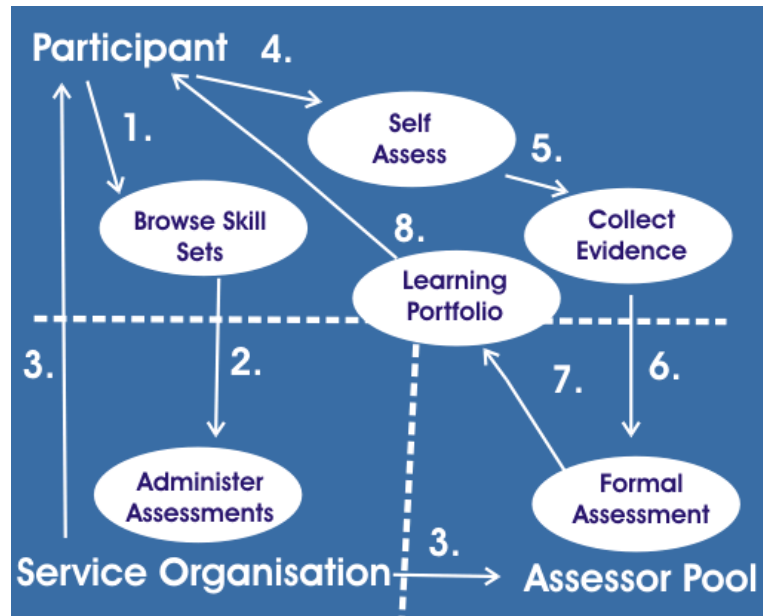 Participant
4.
Self
Assess
1.
5.
Browse Skill
Sets
Collect
Evidence
8.
Learning
Portfolio
3.
2.
7.
6.
Administer
Assessments
Formal
Assessment
3.
Service Organisation
Assessor Pool